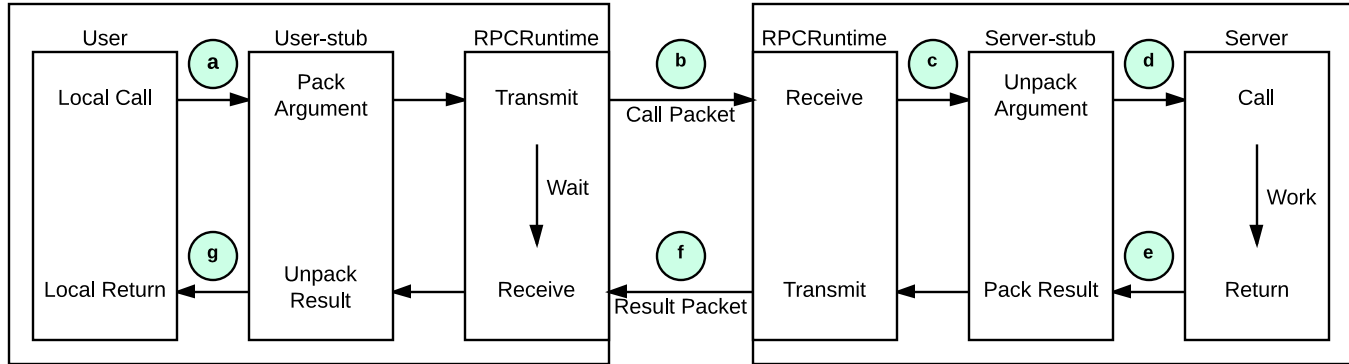 User
User-stub
RPCRuntime
RPCRuntime
Server-stub
Server
a
b
c
d
Local Call
Pack
Argument
Transmit
Call Packet
Receive
Unpack
Argument
Call
Wait
Work
g
f
e
Local Return
Unpack
Result
Receive
Result Packet
Transmit
Pack Result
Return